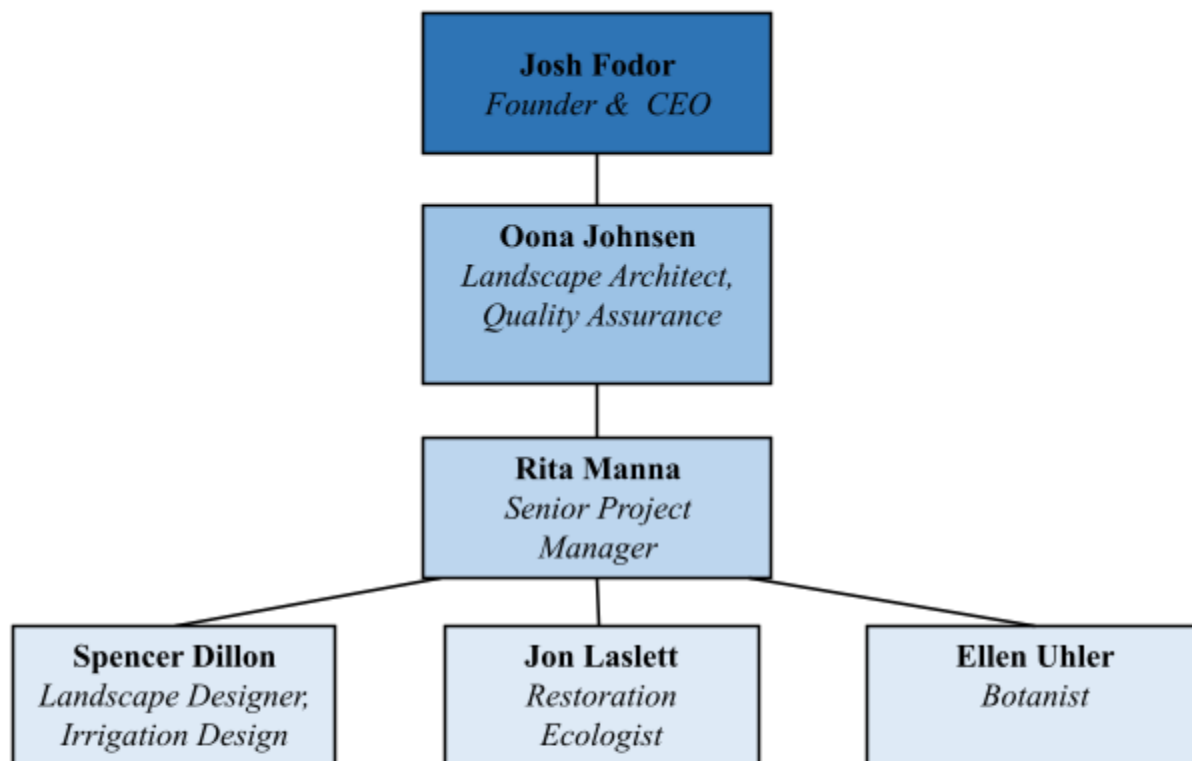 Josh Fodor
Founder &  CEO
Oona Johnsen
Landscape Architect,
Quality Assurance
Rita Manna
Senior Project
Manager
Spencer Dillon
Landscape Designer,
Irrigation Design
Jon Laslett
Restoration
Ecologist
Ellen Uhler
Botanist